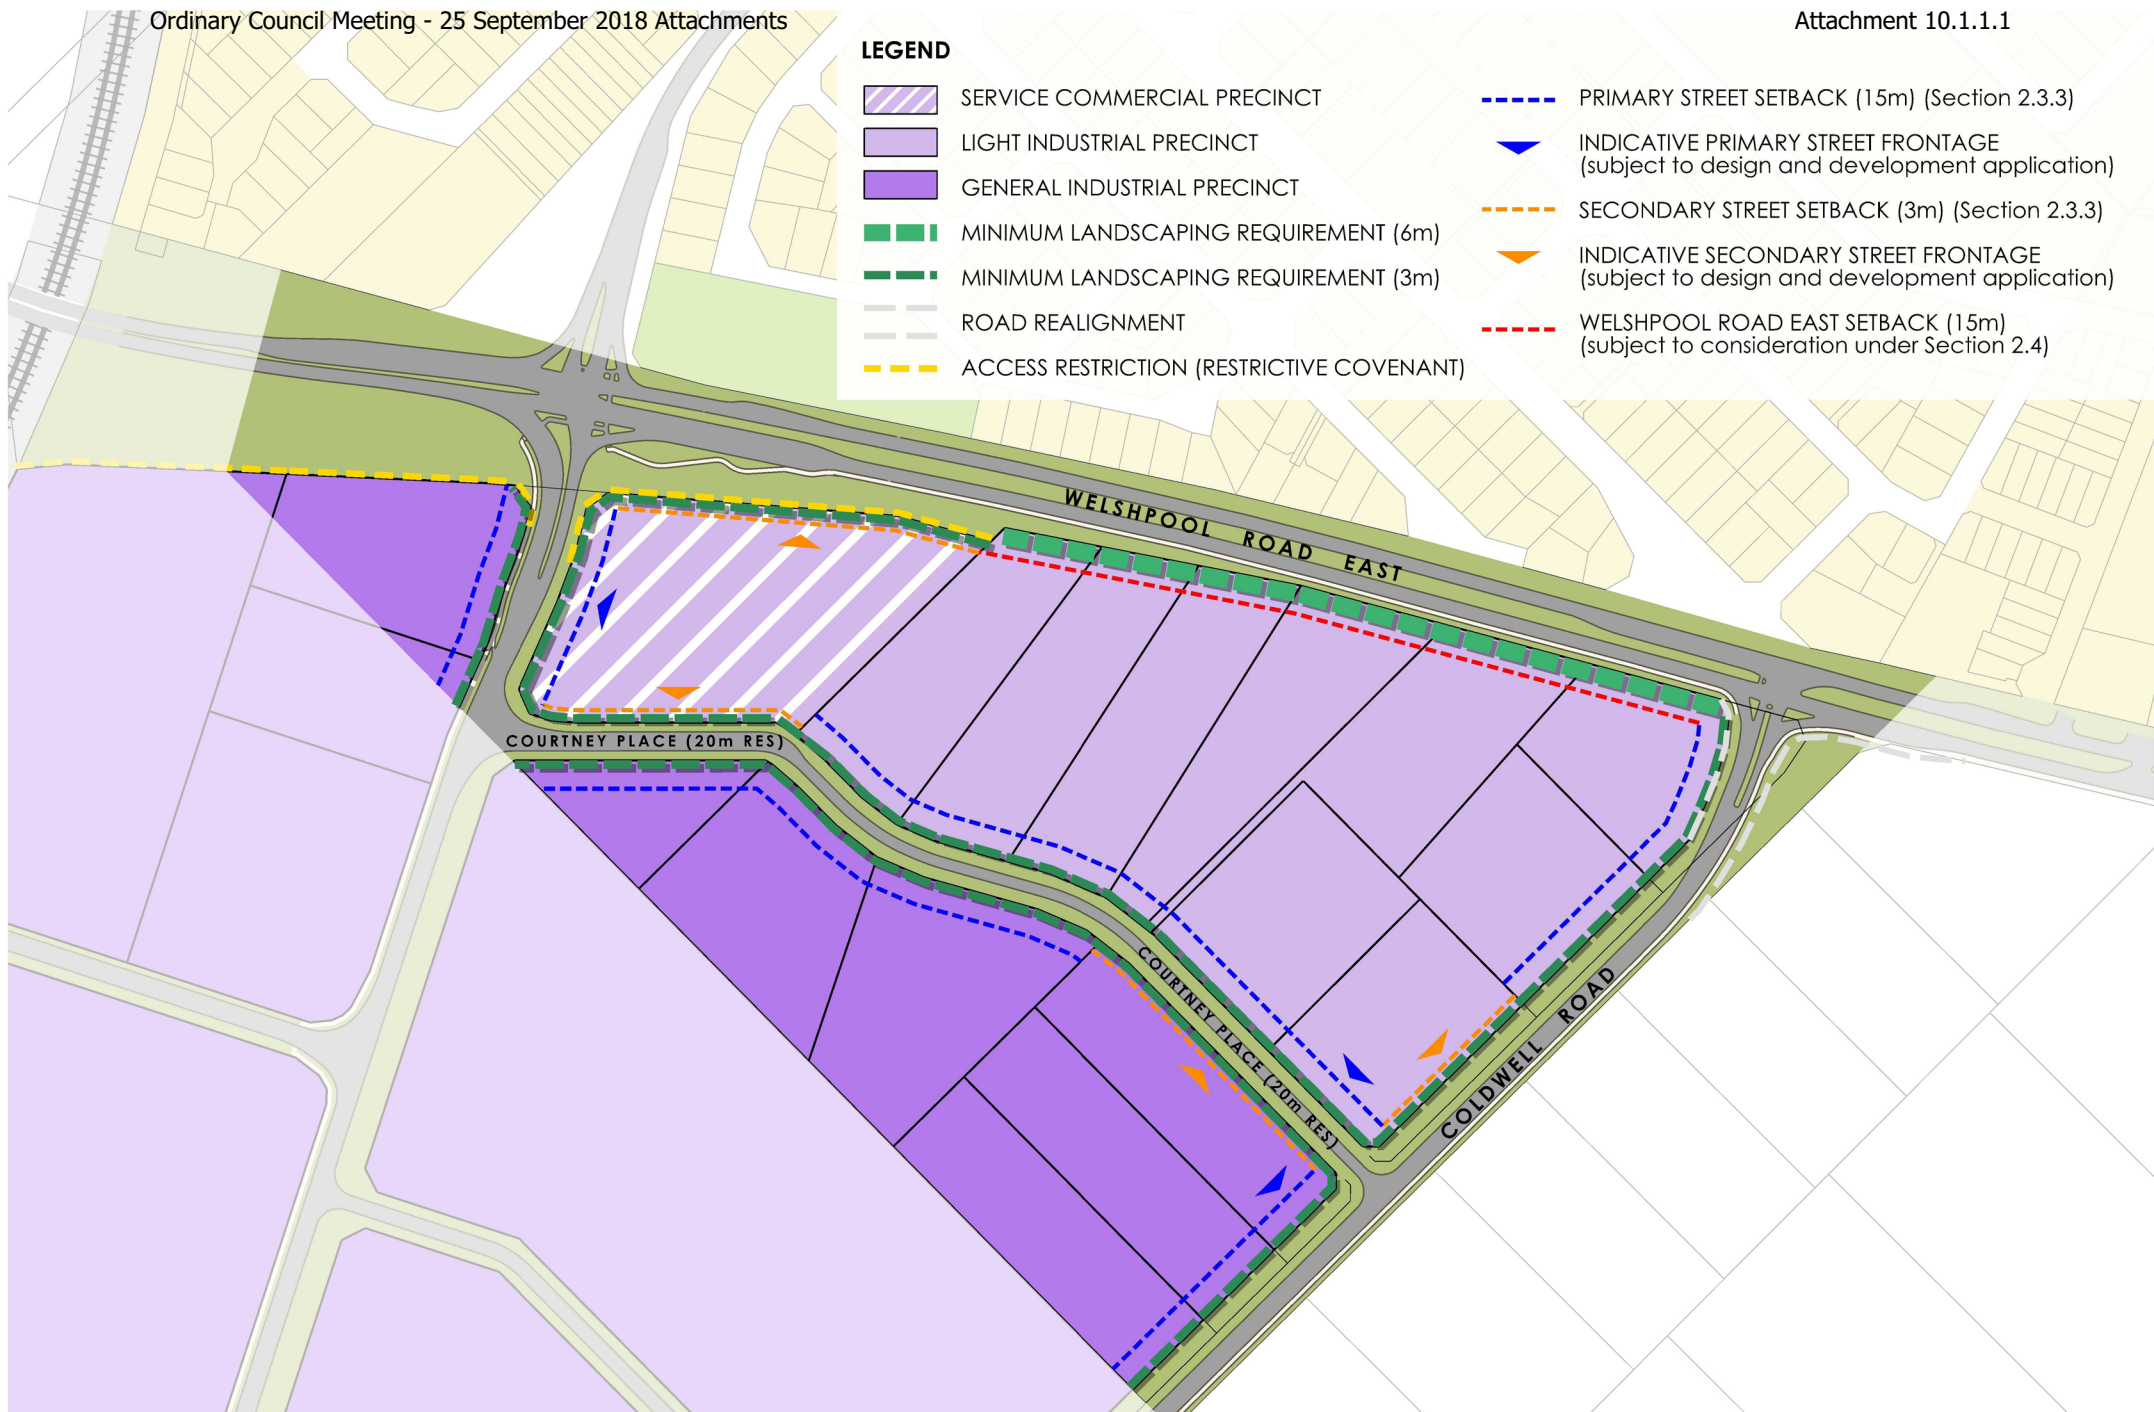 Ordinary Council Meeting - 25 September 2018 Attachments
Attachment 10.1.1.1
LEGEND
SERVICE COMMERCIAL PRECINCT
LIGHT INDUSTRIAL PRECINCT
GENERAL INDUSTRIAL PRECINCT
MINIMUM LANDSCAPING REQUIREMENT (6m)
MINIMUM LANDSCAPING REQUIREMENT (3m)
ROAD REALIGNMENT
ACCESS RESTRICTION (RESTRICTIVE COVENANT)
PRIMARY STREET SETBACK (15m) (Section 2.3.3)
INDICATIVE PRIMARY STREET FRONTAGE
(subject to design and development application)
SECONDARY STREET SETBACK (3m) (Section 2.3.3)
INDICATIVE SECONDARY STREET FRONTAGE
(subject to design and development application)
WELSHPOOL ROAD EAST SETBACK (15m)
(subject to consideration under Section 2.4)
WELSHPOOL ROAD EAST
COURTNEY PLACE (20m RES)
COURTNEY PLACE (20m RES)
COLDWELL ROAD